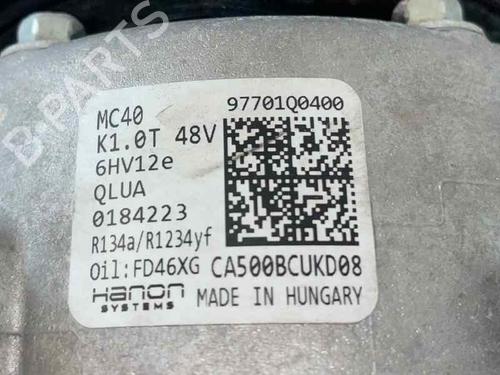 B-PARTS
MC40
97701Q0400
K1.0T 48V
6HV12e
QLUA
0184223
R134a/R1234yf
Oil:FD46XG
CA500BCUKD08
Hanon
SYSTEMS
MADE IN HUNGARY